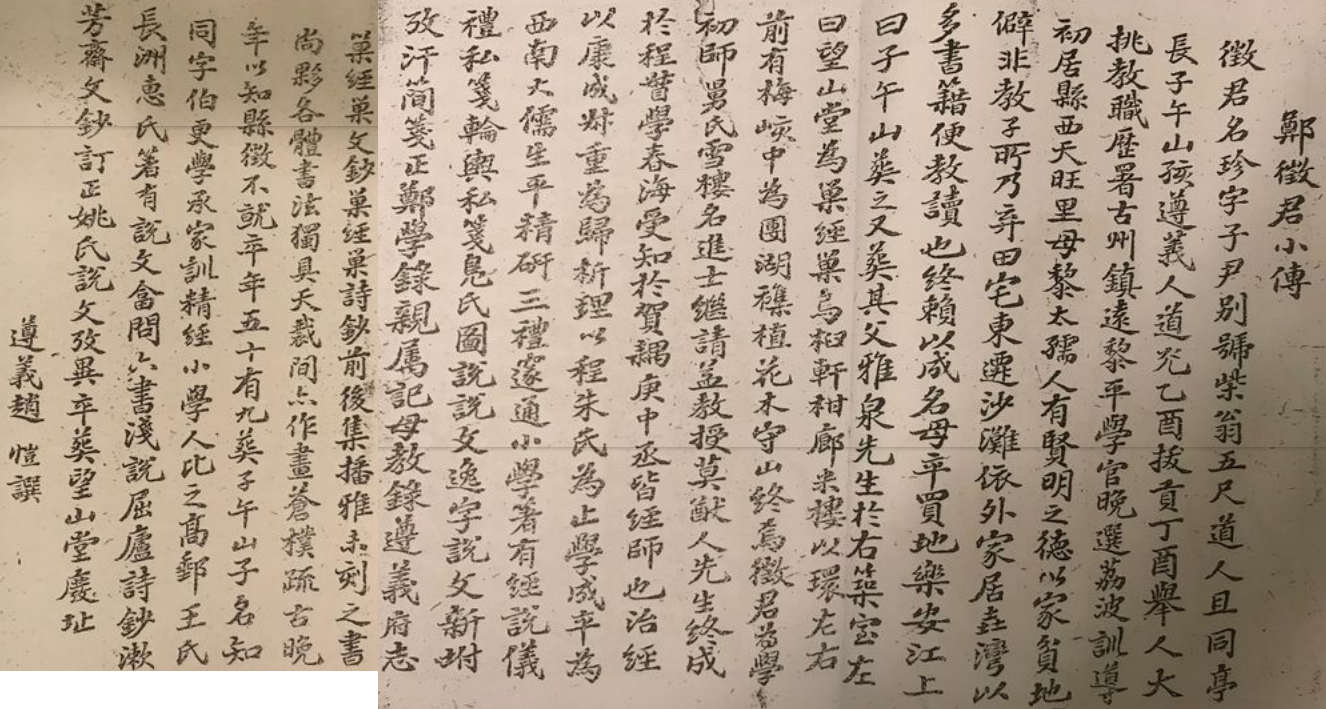 鄭徵君小傳
徵君名珍字子尹別號柴翁五尺道人且同亭
長子午山孩遵義人道光乙酉拔貢丁酉舉人大
挑教職歷署古州鎮遠黎平學官晚選荔波訓導
初居縣西天旺里母黎太孺人有賢明之德以家貧地
僻非教子所乃弃田宅東遷沙灘依外家居垚灣以
多書籍便教讀也終賴以成名母卒買地樂安江上
曰子午山葬之又葬其父雅泉先生於右築室左
曰望山堂為巢經巢烏桕軒柑廊米樓以環左右
前有梅峐中為團湖穕植花木守山終焉徵君為學
初師舅氏雪樓名進士繼請益教授莫猷人先生終成
於程瞢學春海受知於賀耦庚中丞皆經師也治經
以康成尗重為歸析理以程朱氏為止學成卒為
西南大儒生平精研三禮邃通小學著有經說儀
禮私箋輪輿私箋鳧氏圖說說文逸字說文新坿
攷汗簡箋正鄭學錄親屬記母教錄遵義府志
巢經巢文鈔巢經巢詩鈔前後集播雅咸刻之書
尚夥各體書法獨具天裁間亦作畫蒼樸疏古晚
年以知縣徵不就卒年五十有九葬子午山子名知
同字伯更學承家訓精經小學人比之高郵王氏
長洲惠氏著有說文畣問六書淺說屈廬詩鈔漱
芳齋文鈔訂正姚氏說文攷異卒葬望山堂廢址
遵義趙愷譔